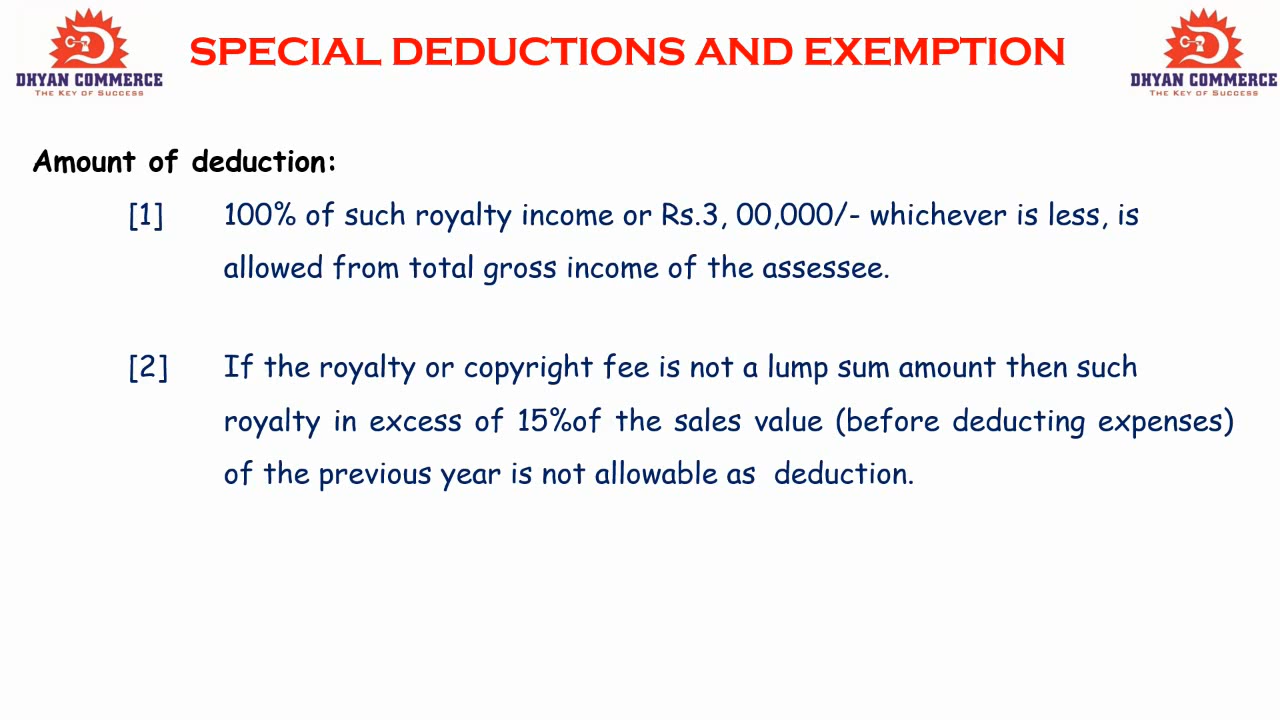 DHYAN COMMERCE
THE KEY OF SUCCESS
SPECIAL DEDUCTIONS AND EXEMPTION
DHYAN COMMERCE
THE KEY OF SUCCESS
Amount of deduction:
[1] 100% of such royalty income or Rs.3, 00,000/- whichever is less, is
allowed from total gross income of the assessee.
[2] If the royalty or copyright fee is not a lump sum amount then such
royalty in excess of 15%of the sales value (before deducting expenses)
of the previous year is not allowable as deduction.